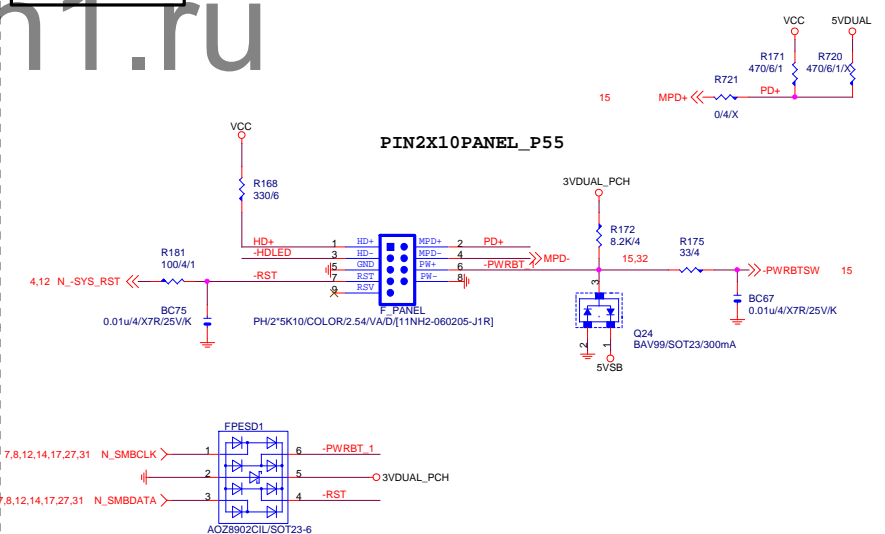 n1.ru
VCC
5VDUAL
R171
470/6/1
R720
470/6/1/X
R721
15
MPD+
PD+
0/4/X
VCC
PIN2X10PANEL_P55
3VDUAL_PCH
R168
330/6
R172
8.2K/4
HD+ 1 HD+ MPD+ 2 PD+
-HDLED 3 HD- MPD- 4 MPD- 15,32
5 GND PW+ 6 -PWRBT_1
-RST 7 RST PW- 8
9 RSV
R181
100/4/1
4,12 N_-SYS_RST
R175
33/4
-PWRBTSW 15
BC75
0.01u/4/X7R/25V/K
F_PANEL
PH/2*5K10/COLOR/2.54/VA/D/[11NH2-060205-J1R]
3
BC67
0.01u/4/X7R/25V/K
Q24
BAV99/SOT23/300mA
2 1
5VSB
FPESD1
7,8,12,14,17,27,31 N_SMBCLK 1 6 -PWRBT_1
2 5 3VDUAL_PCH
7,8,12,14,17,27,31 N_SMBDATA 3 4 -RST
AOZ8902CIL/SOT23-6